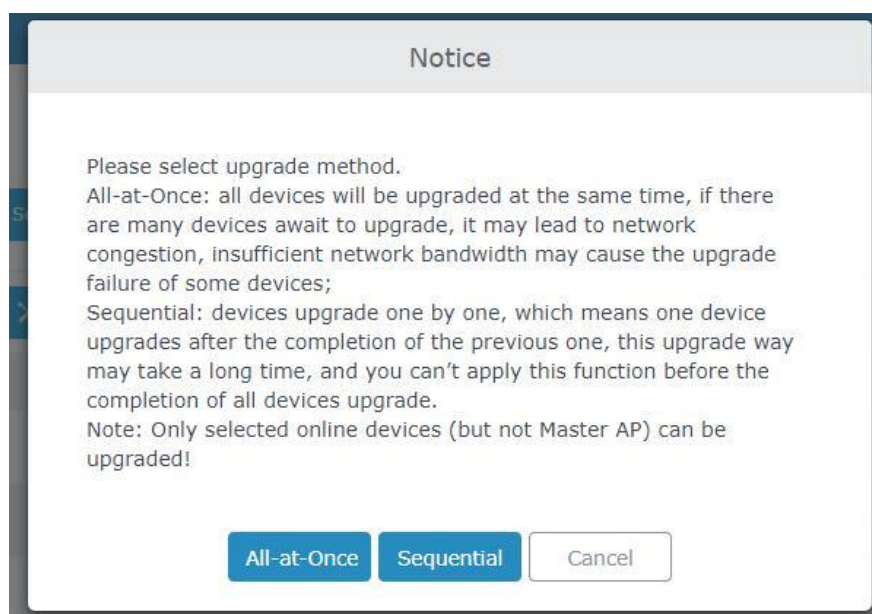 Notice
Please select upgrade method.
All-at-Once: all devices will be upgraded at the same time, if there
are many devices await to upgrade, it may lead to network
congestion, insufficient network bandwidth may cause the upgrade
failure of some devices;
Sequential: devices upgrade one by one, which means one device
upgrades after the completion of the previous one, this upgrade way
may take a long time, and you can’t apply this function before the
completion of all devices upgrade.
Note: Only selected online devices (but not Master AP) can be
upgraded!
All-at-Once Sequential Cancel